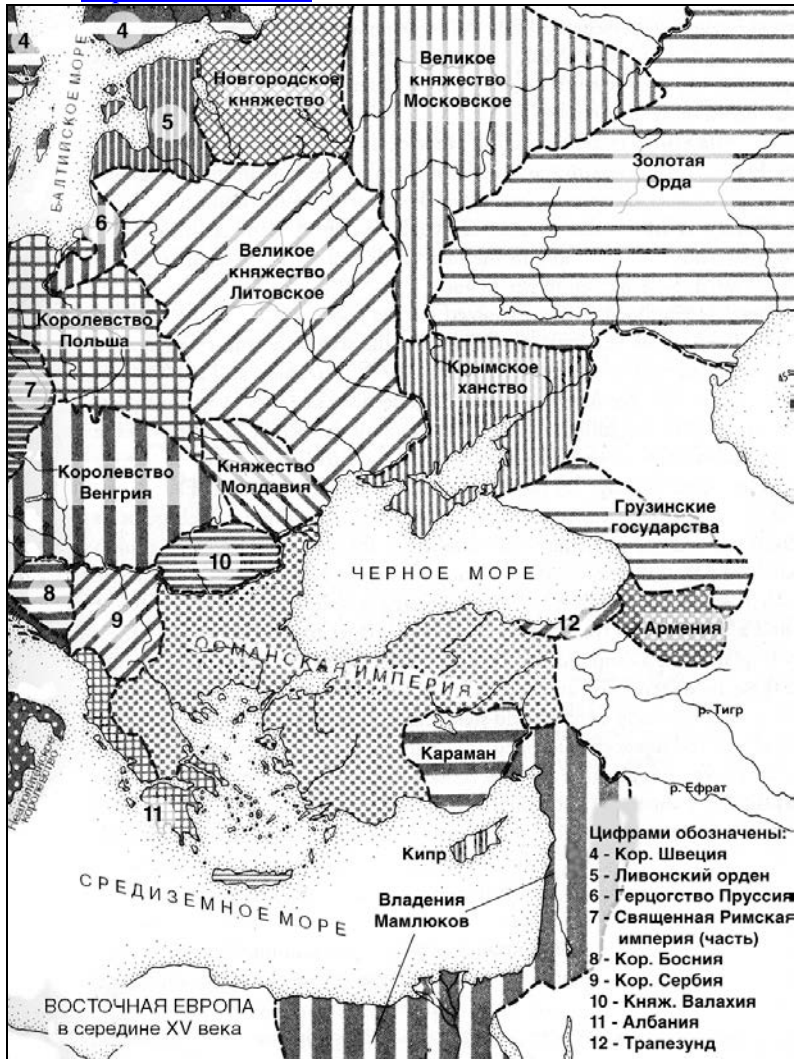 4
4
БАЛТИЙСКОЕ МОРЕ
Новгородское
княжество
Великое
княжество
Московское
5
Золотая
Орда
6
Великое
княжество
Литовское
Королевство
Польша
7
Крымское
ханство
Королевство
Венгрия
Княжество
Молдавия
Грузинские
государства
10
ЧЕРНОЕ МОРЕ
8
9
12
Армения
ОСМАНСКАЯ ИМПЕРИЯ
р. Тигр
Караман
р. Ефрат
11
Кипр
СРЕДИЗЕМНОЕ МОРЕ
Владения
Мамлюков
Цифрами обозначены:
4 - Кор. Швеция
5 - Ливонский орден
6 - Герцогство Пруссия
7 - Священная Римская
империя (часть)
8 - Кор. Босния
9 - Кор. Сербия
10 - Княж. Валахия
11 - Албания
12 - Трапезунд
ВОСТОЧНАЯ ЕВРОПА
в середине XV века